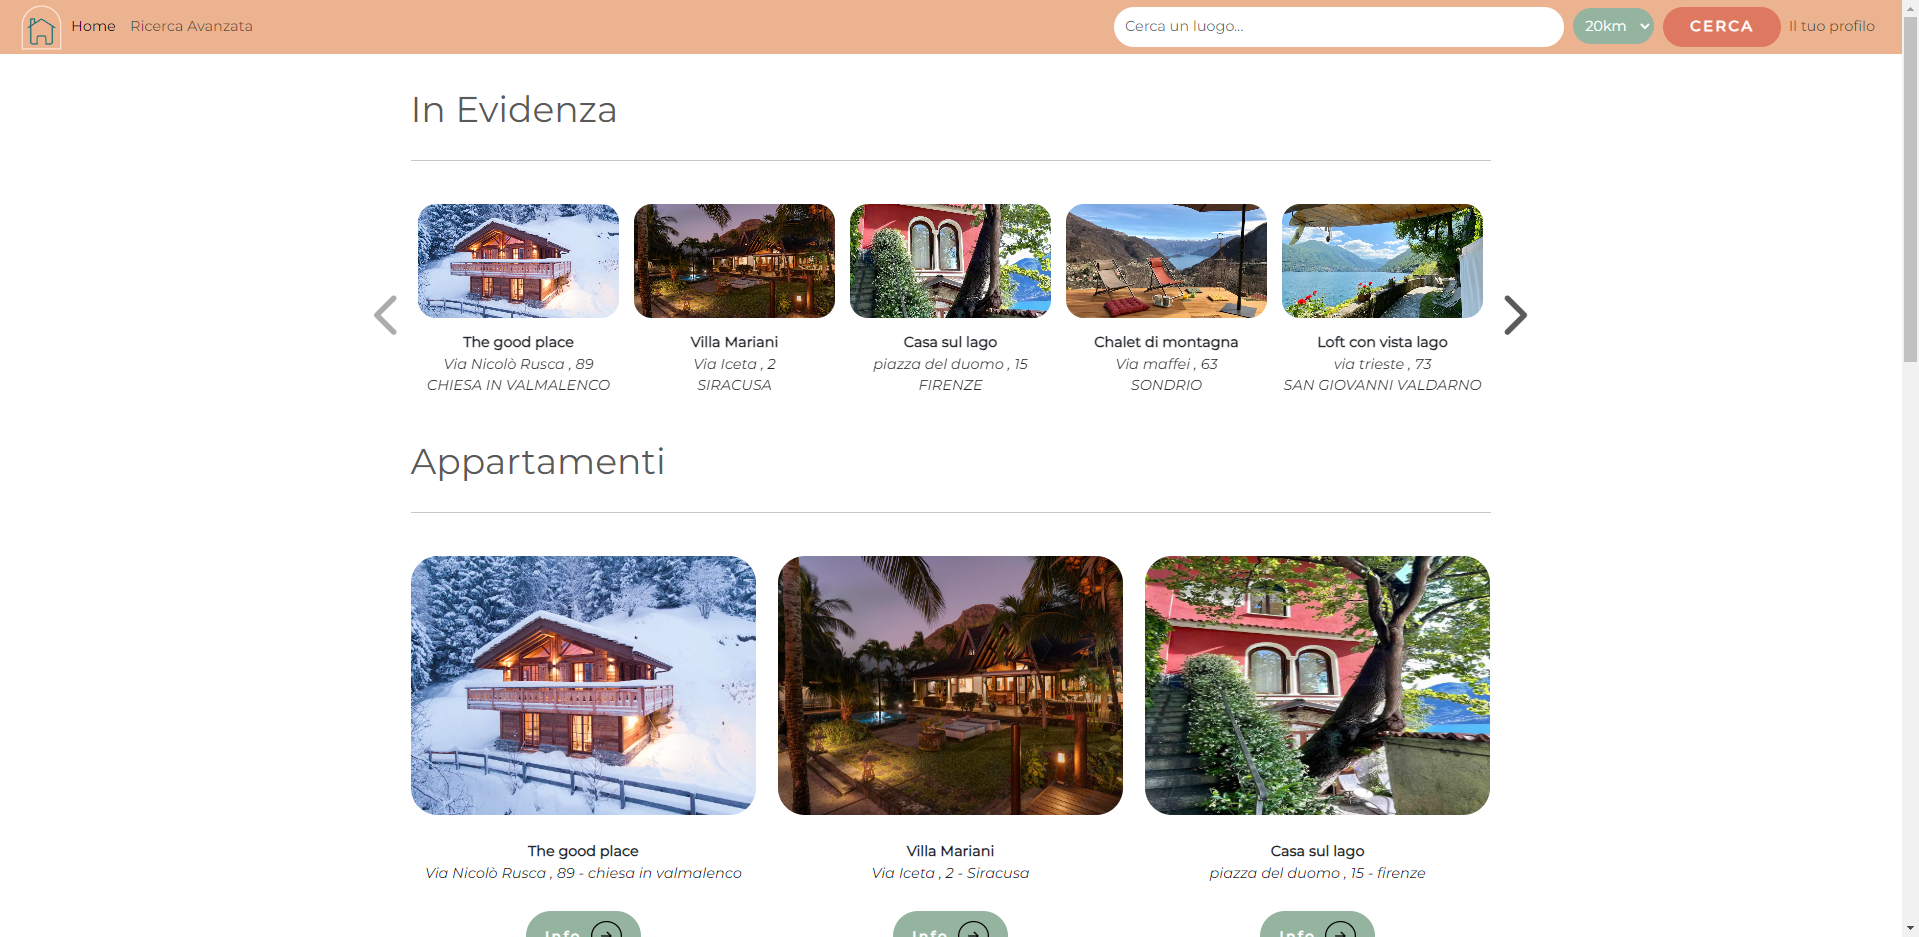 Home Ricerca Avanzata Cerca un luogo... 20km CERCA Il tuo profilo
In Evidenza
The good place
Via Nicolò Rusca , 89
CHIESA IN VALMALENCO
Villa Mariani
Via Iceta , 2
SIRACUSA
Casa sul lago
piazza del duomo , 15
FIRENZE
Chalet di montagna
Via maffei , 63
SONDRIO
Loft con vista lago
via trieste , 73
SAN GIOVANNI VALDARNO
Appartamenti
The good place
Via Nicolò Rusca , 89 - chiesa in valmalenco
Info
Villa Mariani
Via Iceta , 2 - Siracusa
Info
Casa sul lago
piazza del duomo , 15 - firenze
Info